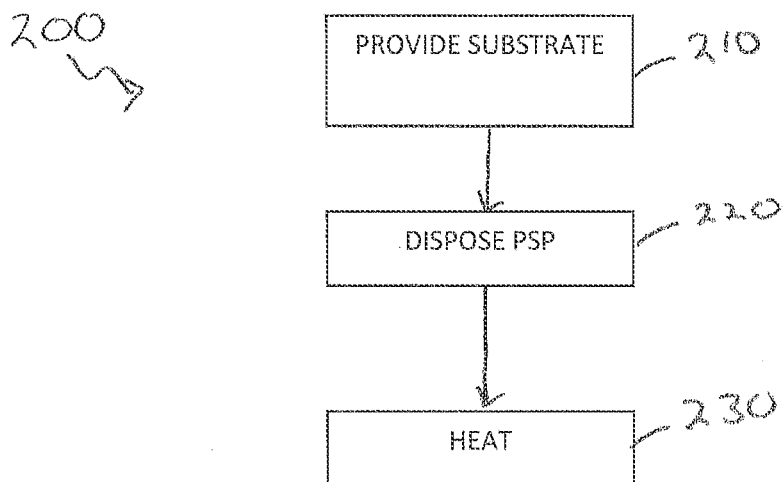 200
PROVIDE SUBSTRATE
210
DISPOSE PSP
220
HEAT
230